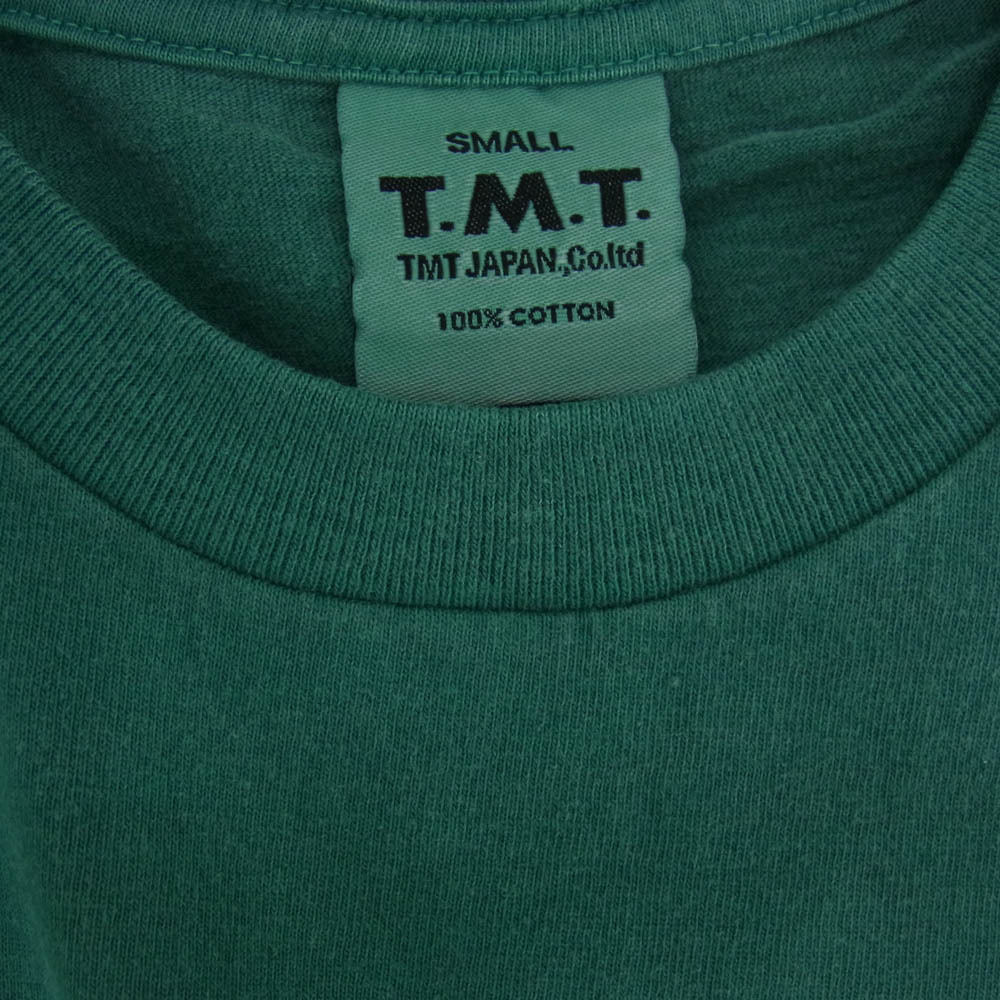 SMALL
T.M.T.
TMT JAPAN.,Co.ltd
100% COTTON